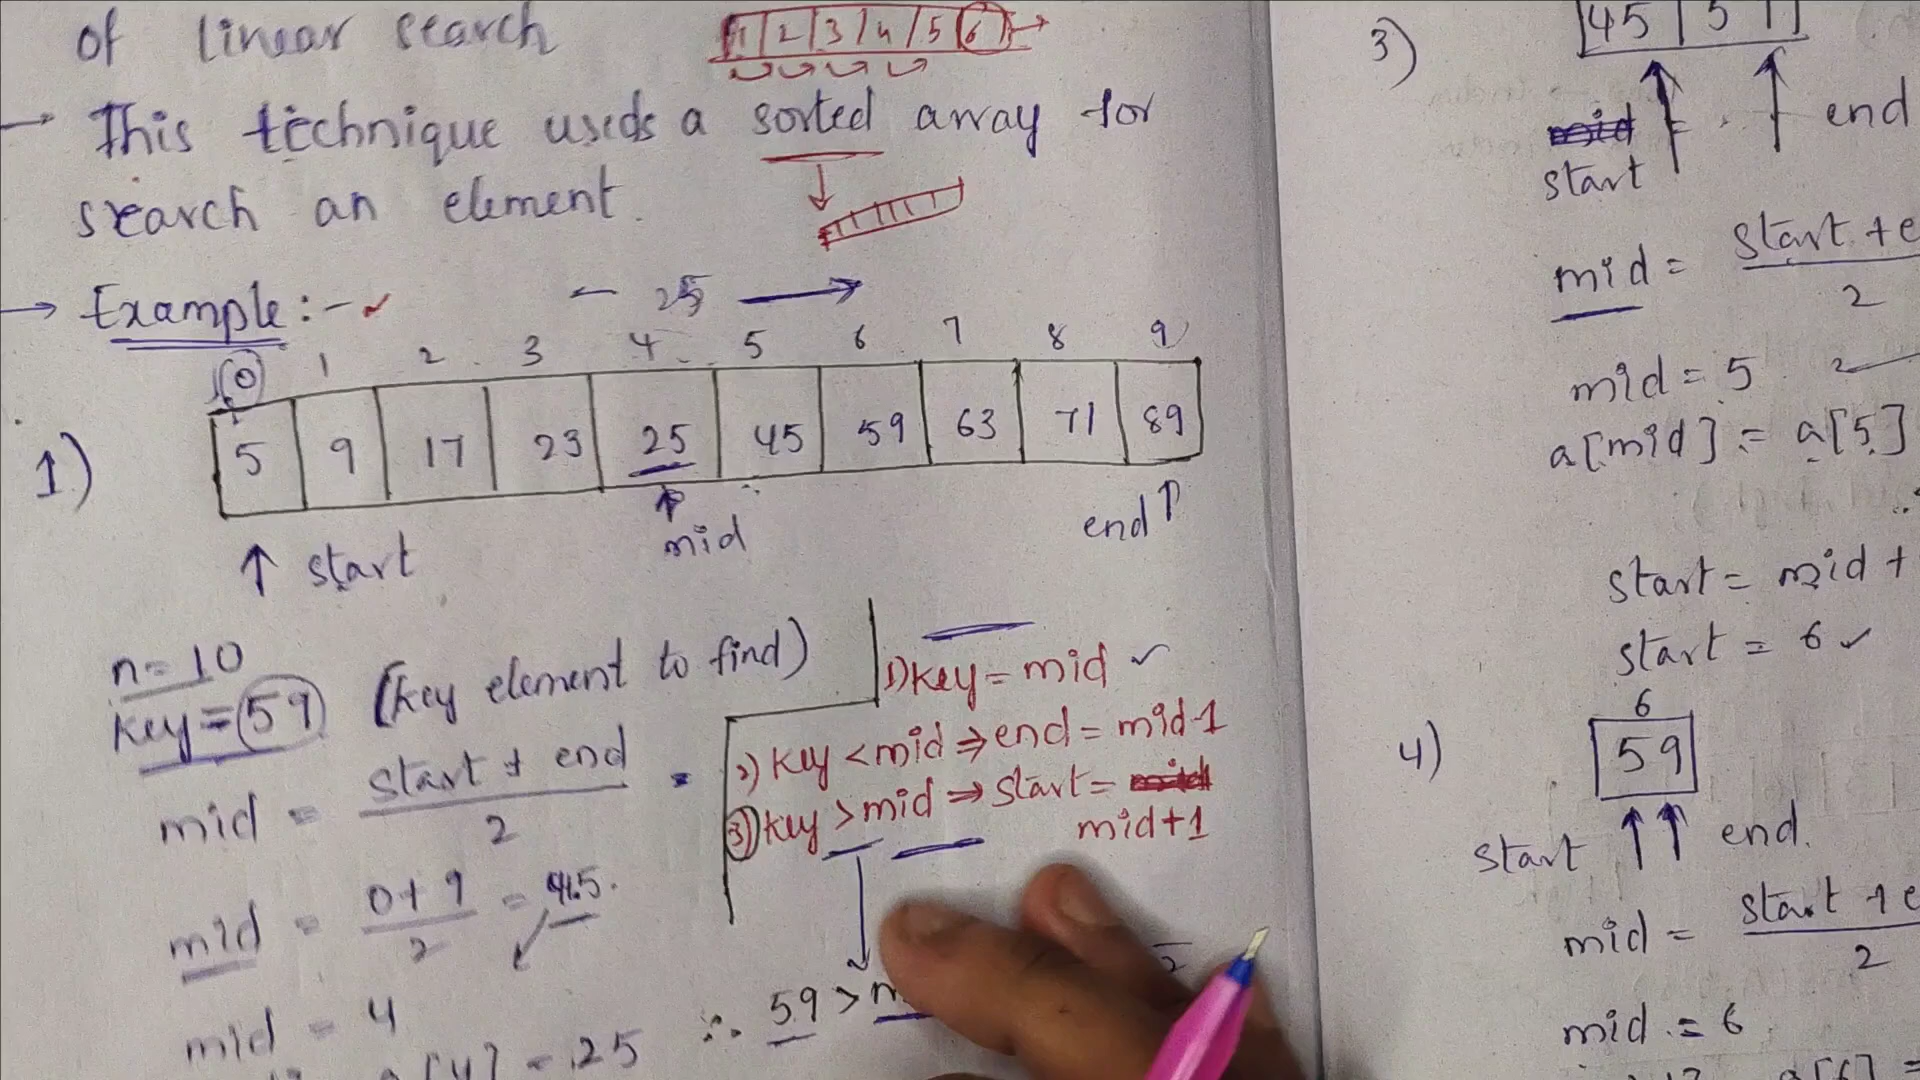 of linear search
1 2 3 4 5 6
→ This technique useds a sorted array for
search an element.
→ Example :-
← 25 →
0 1 2 3 4 5 6 7 8 9
1) 5 9 17 23 25 45 59 63 71 89
↑ start mid end ↑
n = 10
key = 59 (key element to find)
mid = start + end / 2
mid = 0 + 9 / 2 = 4.5
mid = 4
a[4] = 25
1) key = mid ✓
2) key < mid ⇒ end = mid-1
3) key > mid ⇒ start =
mid+1
∴ 59 >
3) 45 5
start end
mid = start + e / 2
mid = 5
a[mid] = a[5]
start = mid +
start = 6 ✓
6
4) 59
start ↑↑ end.
mid = start + e / 2
mid = 6
a[6] =